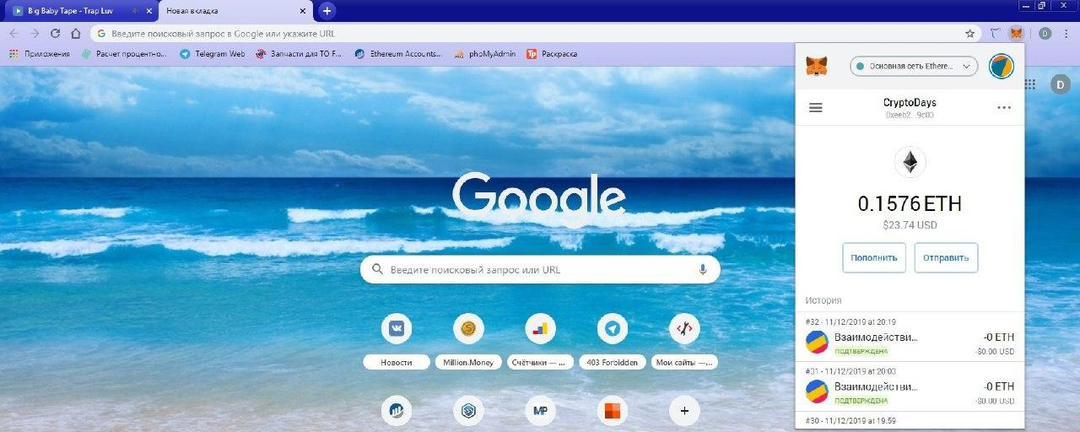 Big Baby Tape - Trap Luv
Новая вкладка
Введите поисковый запрос в Google или укажите URL
Приложения
Расчет процентно...
Telegram Web
Запчасти для TO F...
Ethereum Accounts...
phpMyAdmin
Раскраска
Основная сеть Ethere...
D
CryptoDays
0xeeb2...9c00
Google
0.1576 ETH
$23.74 USD
Пополнить
Отправить
Введите поисковый запрос или URL
История
#32 - 11/12/2019 at 20:19
Взаимодействи...
-0 ETH
ПОДТВЕРЖДЕНА
-$0.00 USD
Новости
Million.Money
Счётчики — ...
403 Forbidden
Мои сайты —...
#31 - 11/12/2019 at 20:03
Взаимодействи...
-0 ETH
ПОДТВЕРЖДЕНА
-$0.00 USD
MP
#30 - 11/12/2019 at 19:59